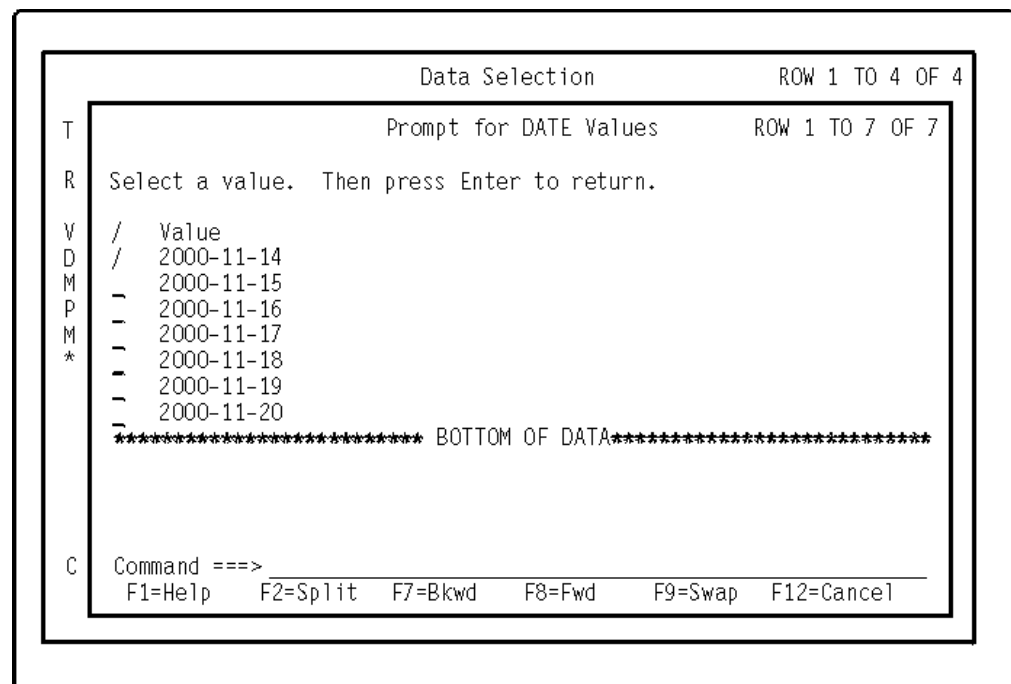 Data Selection ROW 1 TO 4 OF 4
T Prompt for DATE Values ROW 1 TO 7 OF 7
R Select a value. Then press Enter to return.
V / Value
D / 2000-11-14
M _ 2000-11-15
P _ 2000-11-16
M _ 2000-11-17
* _ 2000-11-18
_ 2000-11-19
_ 2000-11-20
************************** BOTTOM OF DATA***************************
C Command ===>
F1=Help F2=Split F7=Bkwd F8=Fwd F9=Swap F12=Cancel